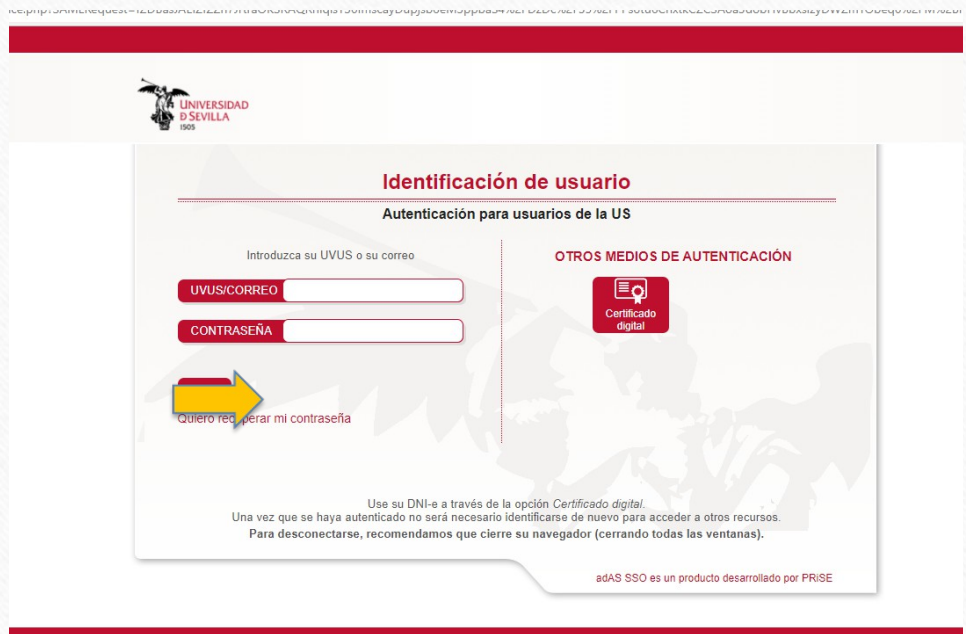 UNIVERSIDAD
D SEVILLA
1505
Identificación de usuario
Autenticación para usuarios de la US
Introduzca su UVUS o su correo
UVUS/CORREO
CONTRASEÑA
Quiero mi contraseña
OTROS MEDIOS DE AUTENTICACIÓN
Certificado
digital
Use su DNI-e a través de la opción Certificado digital.
Una vez que se haya autenticado no será necesario identificarse de nuevo para acceder a otros recursos.
Para desconectarse, recomendamos que cierre su navegador (cerrando todas las ventanas).
adAS SSO es un producto desarrollado por PRiSE